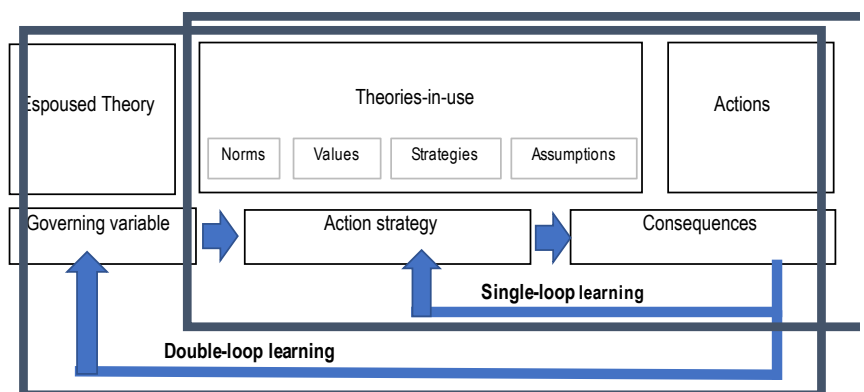 Espoused Theory
Theories-in-use
Actions
Norms
Values
Strategies
Assumptions
Governing variable
Action strategy
Consequences
Single-loop learning
Double-loop learning